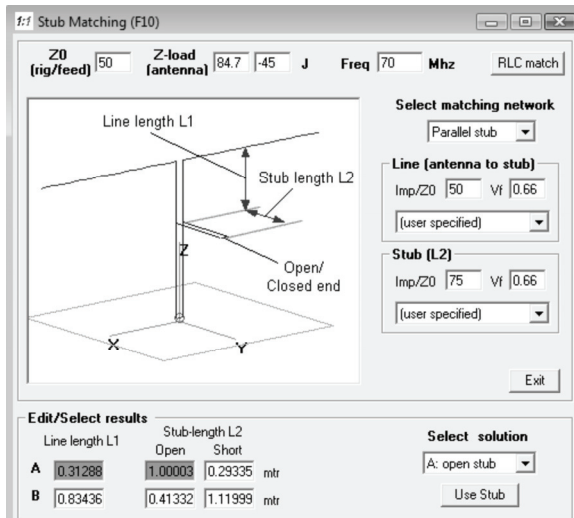 1:1 Stub Matching (F10)
Z0 (rig/feed) 50 Z-load (antenna) 84.7 -45 J Freq 70 Mhz RLC match
Line length L1
Stub length L2
Z
Open/
Closed end
X
Y
Select matching network
Parallel stub
Line (antenna to stub)
Imp/Z0 50 Vf 0.66
(user specified)
Stub (L2)
Imp/Z0 75 Vf 0.66
(user specified)
Exit
Edit/Select results
Line length L1 Stub-length L2
Open Short
A 0.31288 1.00003 0.29335 mtr
B 0.83436 0.41332 1.11999 mtr
Select solution
A: open stub
Use Stub